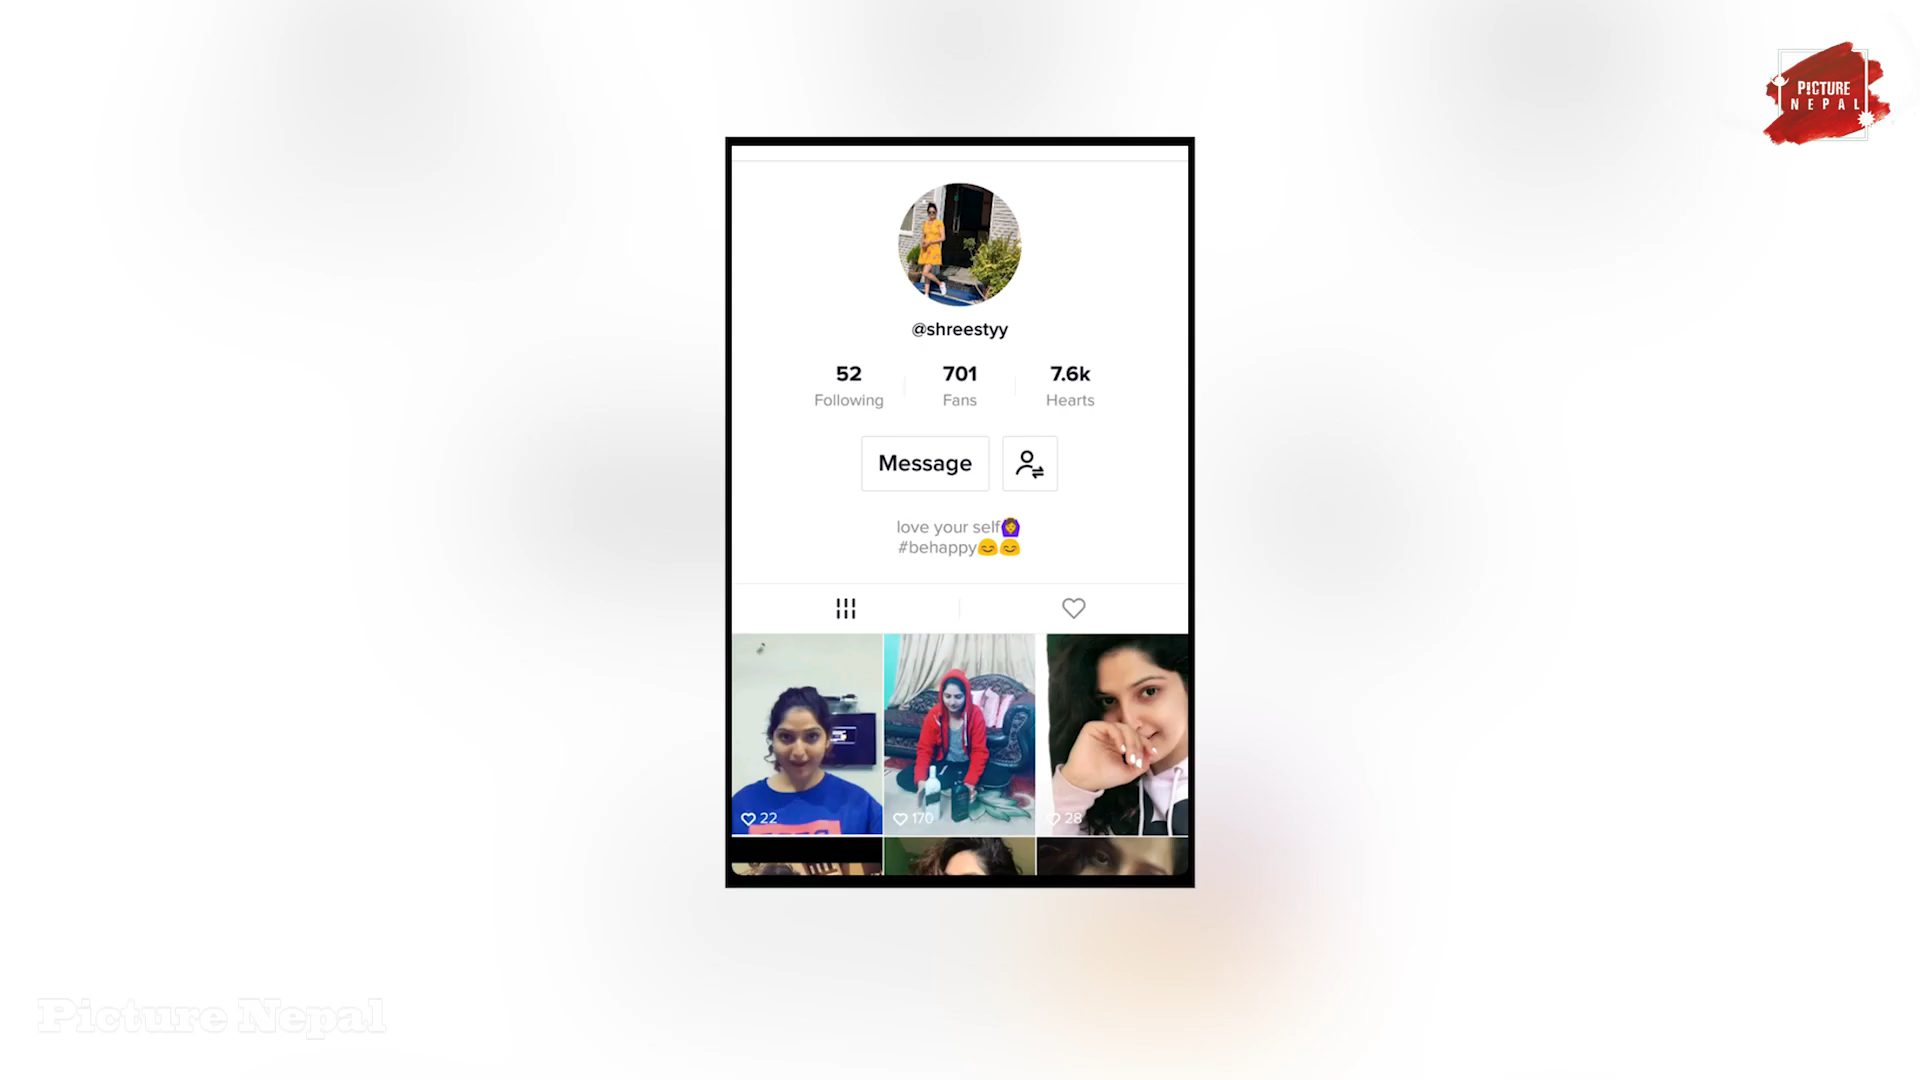 PICTURE
NEPAL
@shreestyy
52 701 7.6k
Following Fans Hearts
Message
love your self🙆‍♀️
#behappy😊😊
22 170 28
Picture Nepal